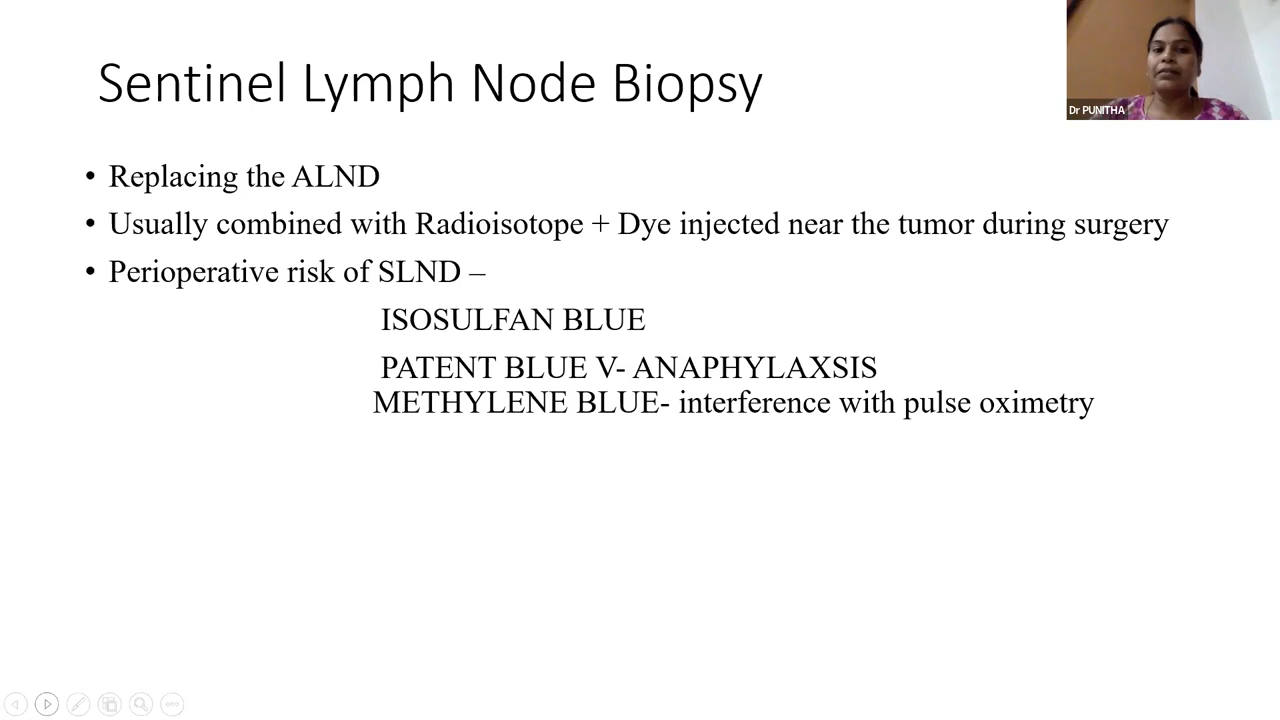 Sentinel Lymph Node Biopsy
Dr PUNITHA
• Replacing the ALND
• Usually combined with Radioisotope + Dye injected near the tumor during surgery
• Perioperative risk of SLND –
ISOSULFAN BLUE
PATENT BLUE V- ANAPHYLAXSIS
METHYLENE BLUE- interference with pulse oximetry